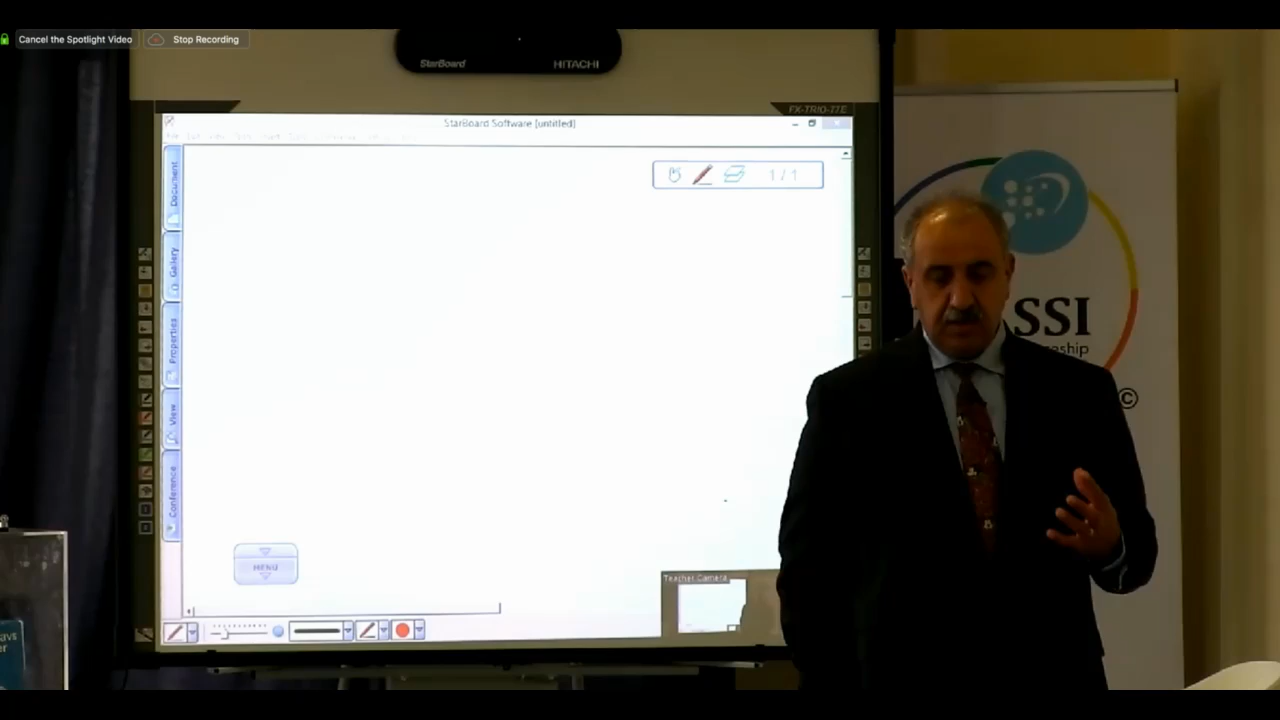 Cancel the Spotlight Video
Stop Recording
StarBoard
HITACHI
FX-TRIO-77E
StarBoard Software [untitled]
Document
1 / 1
Gallery
Properties
SSI
View
©
Conference
MENU
Teacher Camera